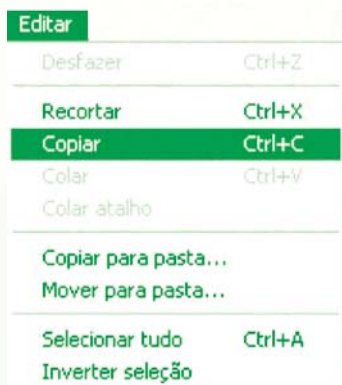 Editar
Desfazer Ctrl+Z
Recortar Ctrl+X
Copiar Ctrl+C
Colar Ctrl+V
Colar atalho
Copiar para pasta...
Mover para pasta...
Selecionar tudo Ctrl+A
Inverter seleção